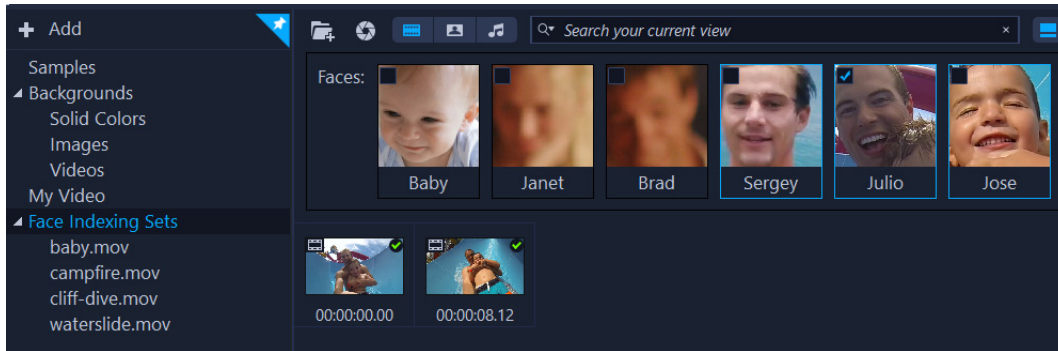 Add
Samples
Backgrounds
Solid Colors
Images
Videos
My Video
Face Indexing Sets
baby.mov
campfire.mov
cliff-dive.mov
waterslide.mov
Search your current view
Faces:
Baby
Janet
Brad
Sergey
Julio
Jose
00:00:00.00
00:00:08.12